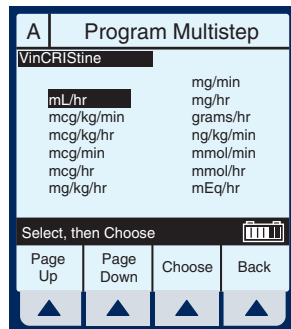 A Program Multistep
VinCRIStine
mL/hr
mcg/kg/min
mcg/kg/hr
mcg/min
mcg/hr
mg/kg/hr
mg/min
mg/hr
grams/hr
ng/kg/min
mmol/min
mmol/hr
mEq/hr
Select, then Choose
Page Up
Page Down
Choose
Back